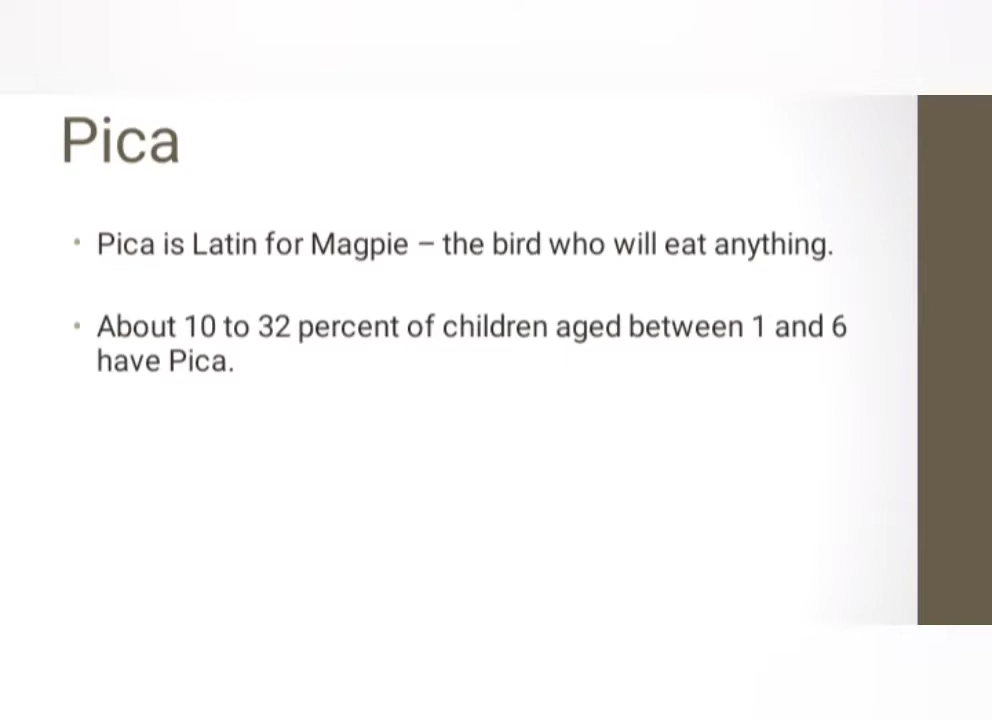 Pica
• Pica is Latin for Magpie – the bird who will eat anything.
• About 10 to 32 percent of children aged between 1 and 6
have Pica.